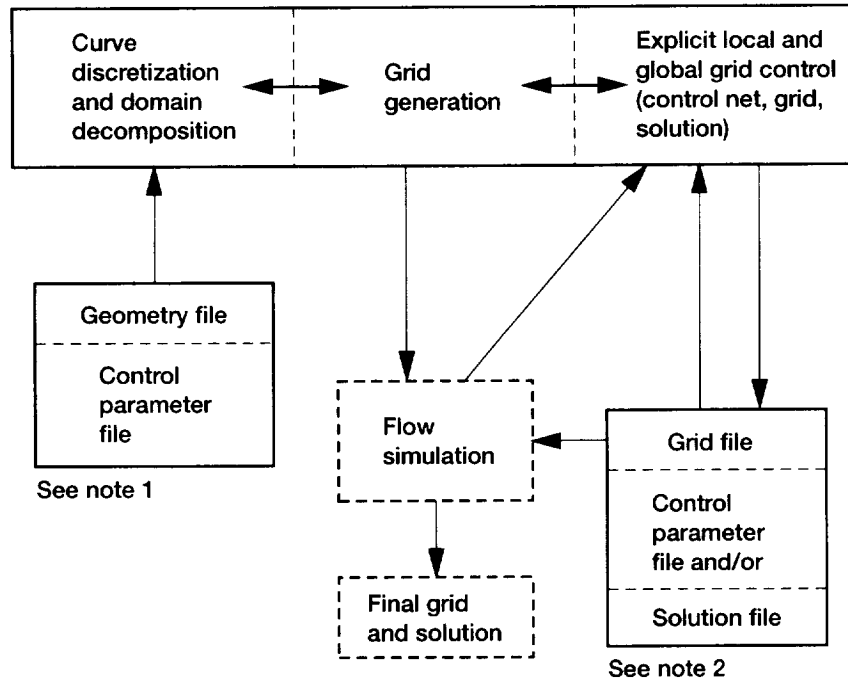 Curve
discretization
and domain
decomposition
Grid
generation
Explicit local and
global grid control
(control net, grid,
solution)
Geometry file
Control
parameter
file
See note 1
Flow
simulation
Final grid
and solution
Grid file
Control
parameter
file and/or
Solution file
See note 2